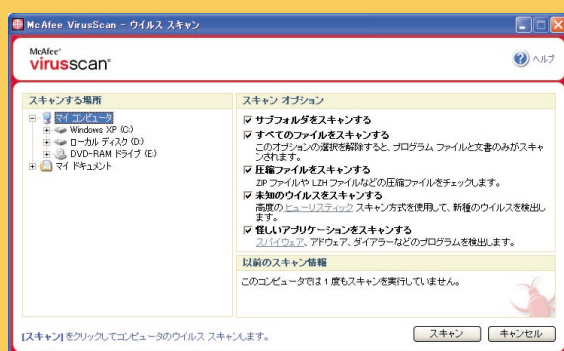 McAfee VirusScan - ウイルス スキャン
McAfee®
virusscan®
ヘルプ
スキャンする場所
マイ コンピュータ
Windows XP (C:)
ローカル ディスク (D:)
DVD-RAM ドライブ (E:)
マイ ドキュメント
スキャン オプション
サブフォルダをスキャンする
すべてのファイルをスキャンする
このオプションの選択を解除すると、プログラム ファイルと文書のみがスキャ
ンされます。
圧縮ファイルをスキャンする
ZIP ファイルや LZH ファイルなどの圧縮ファイルをチェックします。
未知のウイルスをスキャンする
高度のヒューリスティック スキャン方式を使用して、新種のウイルスを検出し
ます。
怪しいアプリケーションをスキャンする
スパイウェア、アドウェア、ダイアラーなどのプログラムを検出します。
以前のスキャン情報
このコンピュータでは 1 度もスキャンを実行していません。
[スキャン] をクリックしてコンピュータのウイルス スキャンします。
スキャン
キャンセル